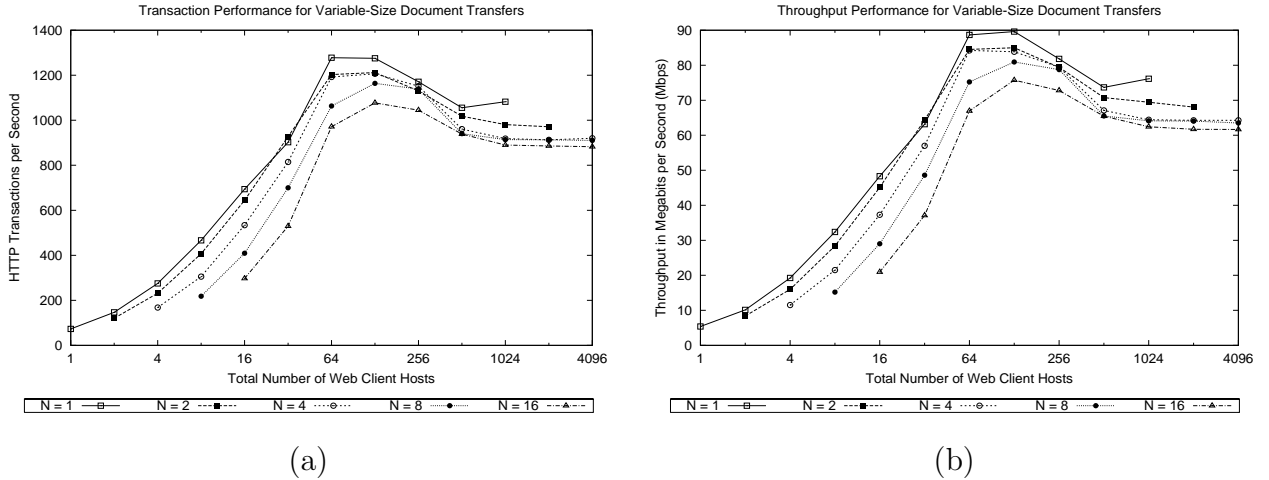 Transaction Performance for Variable-Size Document Transfers
1400
1200
1000
800
600
400
200
0
HTTP Transactions per Second
1 4 16 64 256 1024 4096
Total Number of Web Client Hosts
N = 1 N = 2 N = 4 N = 8 N = 16
(a)
Throughput Performance for Variable-Size Document Transfers
90
80
70
60
50
40
30
20
10
0
Throughput in Megabits per Second (Mbps)
1 4 16 64 256 1024 4096
Total Number of Web Client Hosts
N = 1 N = 2 N = 4 N = 8 N = 16
(b)